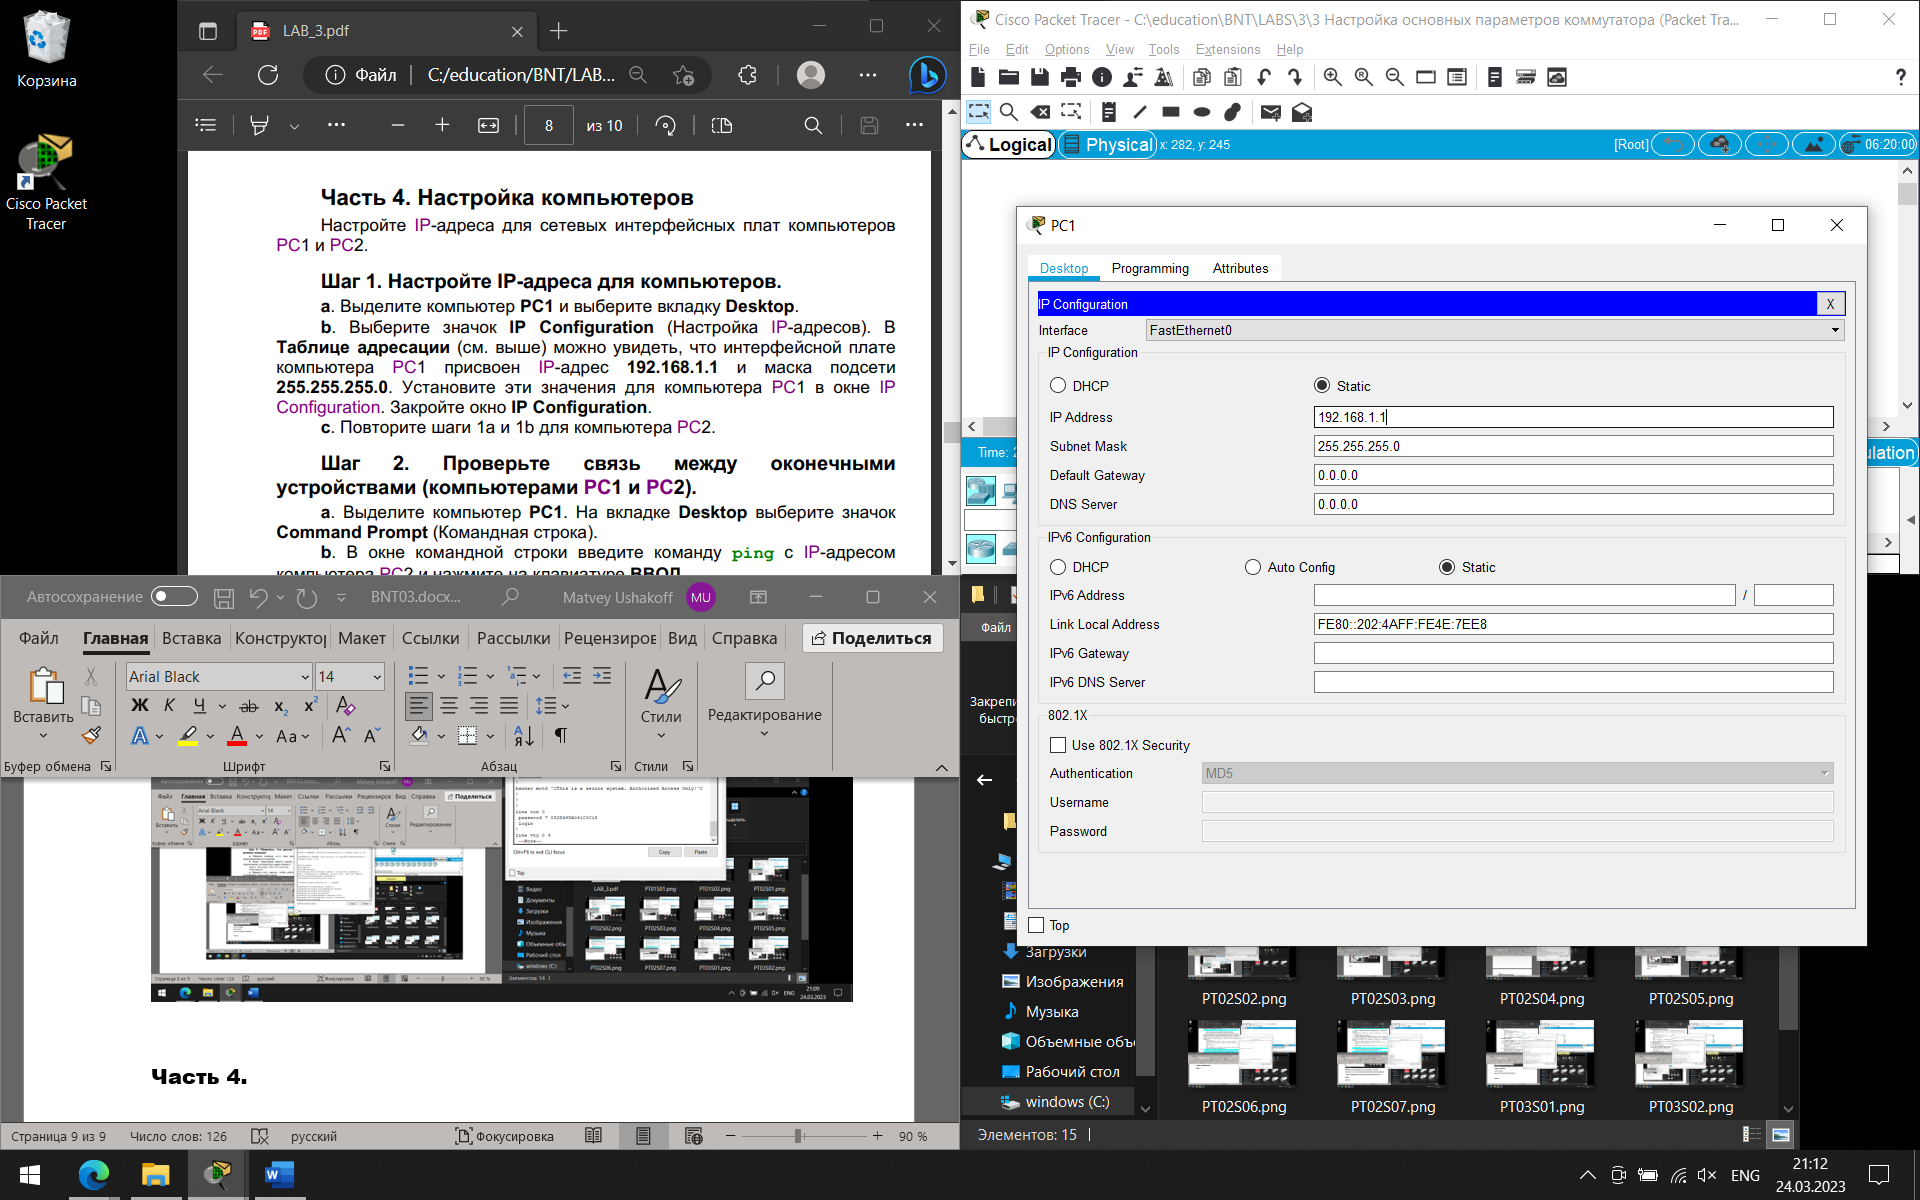 Корзина
Cisco Packet
Tracer
LAB_3.pdf
Файл
C:/education/BNT/LAB...
8
из 10
Часть 4. Настройка компьютеров
Настройте IP-адреса для сетевых интерфейсных плат компьютеров
PC1 и PC2.
Шаг 1. Настройте IP-адреса для компьютеров.
a. Выделите компьютер PC1 и выберите вкладку Desktop.
b. Выберите значок IP Configuration (Настройка IP-адресов). В
Таблице адресации (см. выше) можно увидеть, что интерфейсной плате
компьютера PC1 присвоен IP-адрес 192.168.1.1 и маска подсети
255.255.255.0. Установите эти значения для компьютера PC1 в окне IP
Configuration. Закройте окно IP Configuration.
c. Повторите шаги 1a и 1b для компьютера PC2.
Шаг 2. Проверьте связь между оконечными
устройствами (компьютерами PC1 и PC2).
a. Выделите компьютер PC1. На вкладке Desktop выберите значок
Command Prompt (Командная строка).
b. В окне командной строки введите команду ping с IP-адресом
компьютера PC2 и нажмите на клавиатуре ВВОД
Cisco Packet Tracer - C:\education\BNT\LABS\3\3 Настройка основных параметров коммутатора (Packet Tra...
File Edit Options View Tools Extensions Help
Logical
Physical
x: 282, y: 245
[Root]
06:20:00
Time: 2
ulation
PC1
Desktop
Programming
Attributes
IP Configuration
X
Interface
FastEthernet0
IP Configuration
DHCP
Static
IP Address
192.168.1.1
Subnet Mask
255.255.255.0
Default Gateway
0.0.0.0
DNS Server
0.0.0.0
IPv6 Configuration
DHCP
Auto Config
Static
IPv6 Address
/
Link Local Address
FE80::202:4AFF:FE4E:7EE8
IPv6 Gateway
IPv6 DNS Server
802.1X
Use 802.1X Security
Authentication
MD5
Username
Password
Top
Автосохранение
BNT03.docx...
Matvey Ushakoff
MU
Файл
Главная
Вставка
Конструктор
Макет
Ссылки
Рассылки
Рецензиров
Вид
Справка
Поделиться
Вставить
Arial Black
14
Ж К Ч
Стили
Редактирование
Буфер обмена
Шрифт
Абзац
Стили
Часть 4.
Страница 9 из 9
Число слов: 126
русский
Фокусировка
90 %
Файл
Закрепи
быстр
Загрузки
Изображения
Музыка
Объемные объ
Рабочий стол
windows (C:)
PT02S02.png
PT02S03.png
PT02S04.png
PT02S05.png
PT02S06.png
PT02S07.png
PT03S01.png
PT03S02.png
Элементов: 15
ENG
21:12
24.03.2023